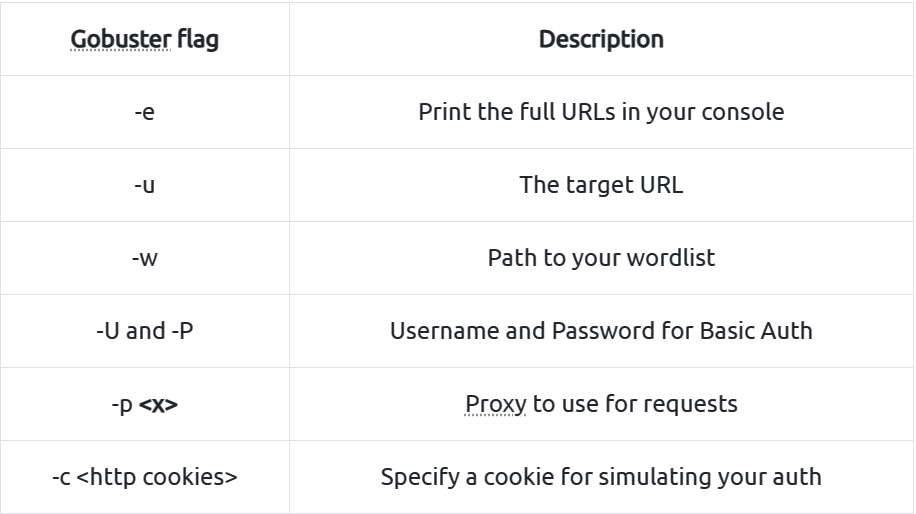 Gobuster flag Description
-e Print the full URLs in your console
-u The target URL
-w Path to your wordlist
-U and -P Username and Password for Basic Auth
-p <x> Proxy to use for requests
-c <http cookies> Specify a cookie for simulating your auth